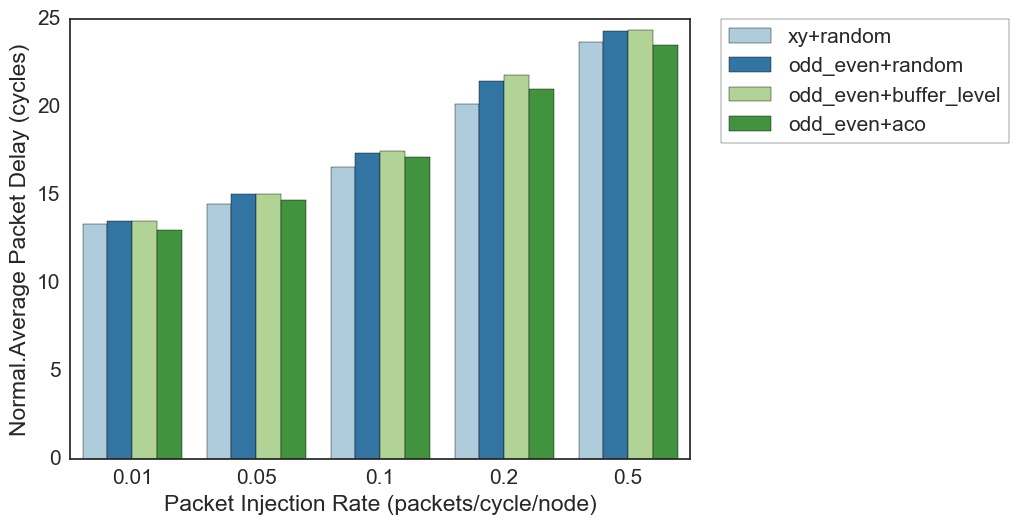 Normal.Average Packet Delay (cycles)
25
20
15
10
5
0
0.01 0.05 0.1 0.2 0.5
Packet Injection Rate (packets/cycle/node)
xy+random
odd_even+random
odd_even+buffer_level
odd_even+aco